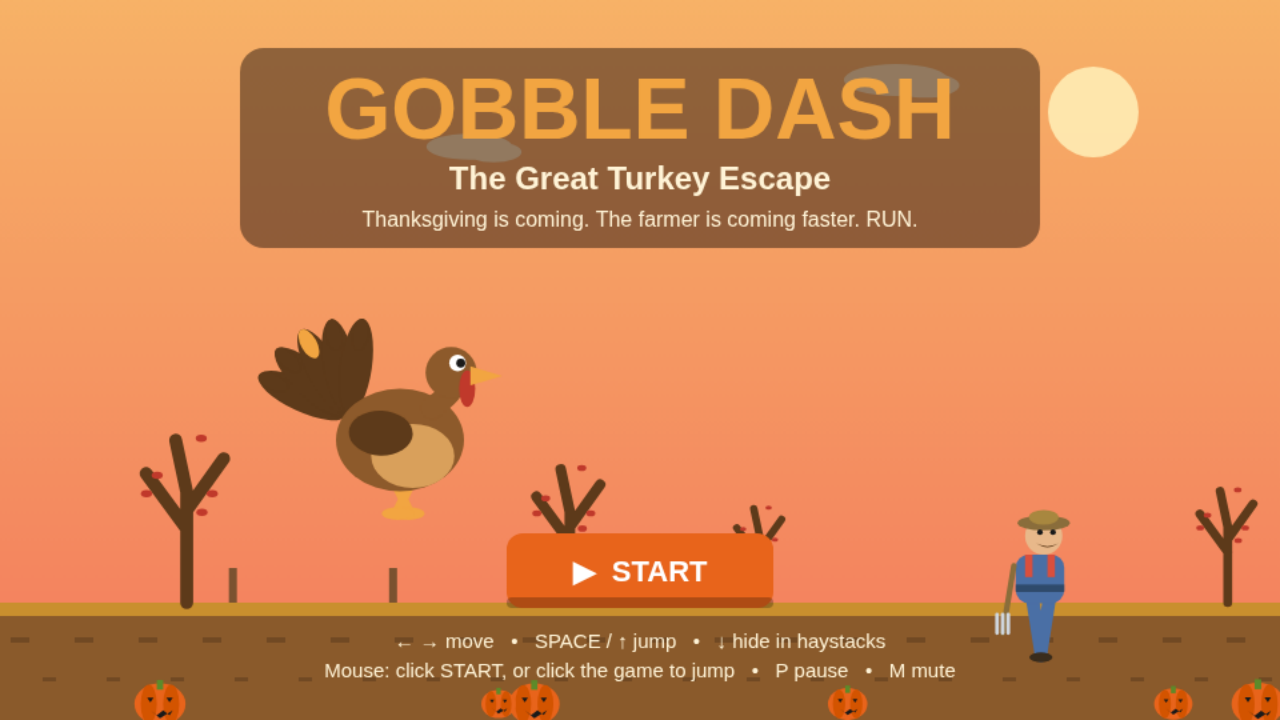 GOBBLE DASH
The Great Turkey Escape
Thanksgiving is coming. The farmer is coming faster. RUN.
▶ START
← → move • SPACE / ↑ jump • ↓ hide in haystacks
Mouse: click START, or click the game to jump • P pause • M mute